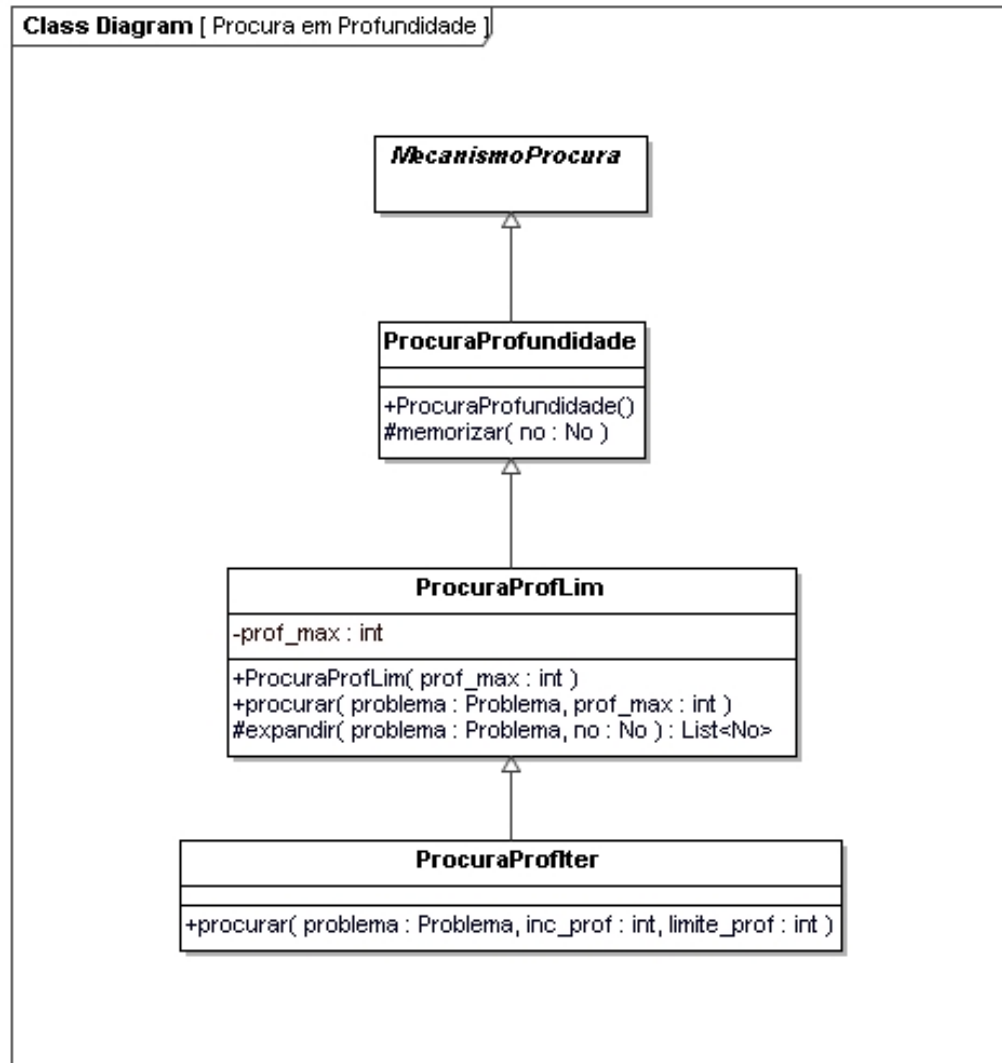 Class Diagram [ Procura em Profundidade ]
MecanismoProcura
ProcuraProfundidade
+ProcuraProfundidade()
#memorizar( no : No )
ProcuraProfLim
-prof_max : int
+ProcuraProfLim( prof_max : int )
+procurar( problema : Problema, prof_max : int )
#expandir( problema : Problema, no : No ) : List<No>
ProcuraProfIter
+procurar( problema : Problema, inc_prof : int, limite_prof : int )